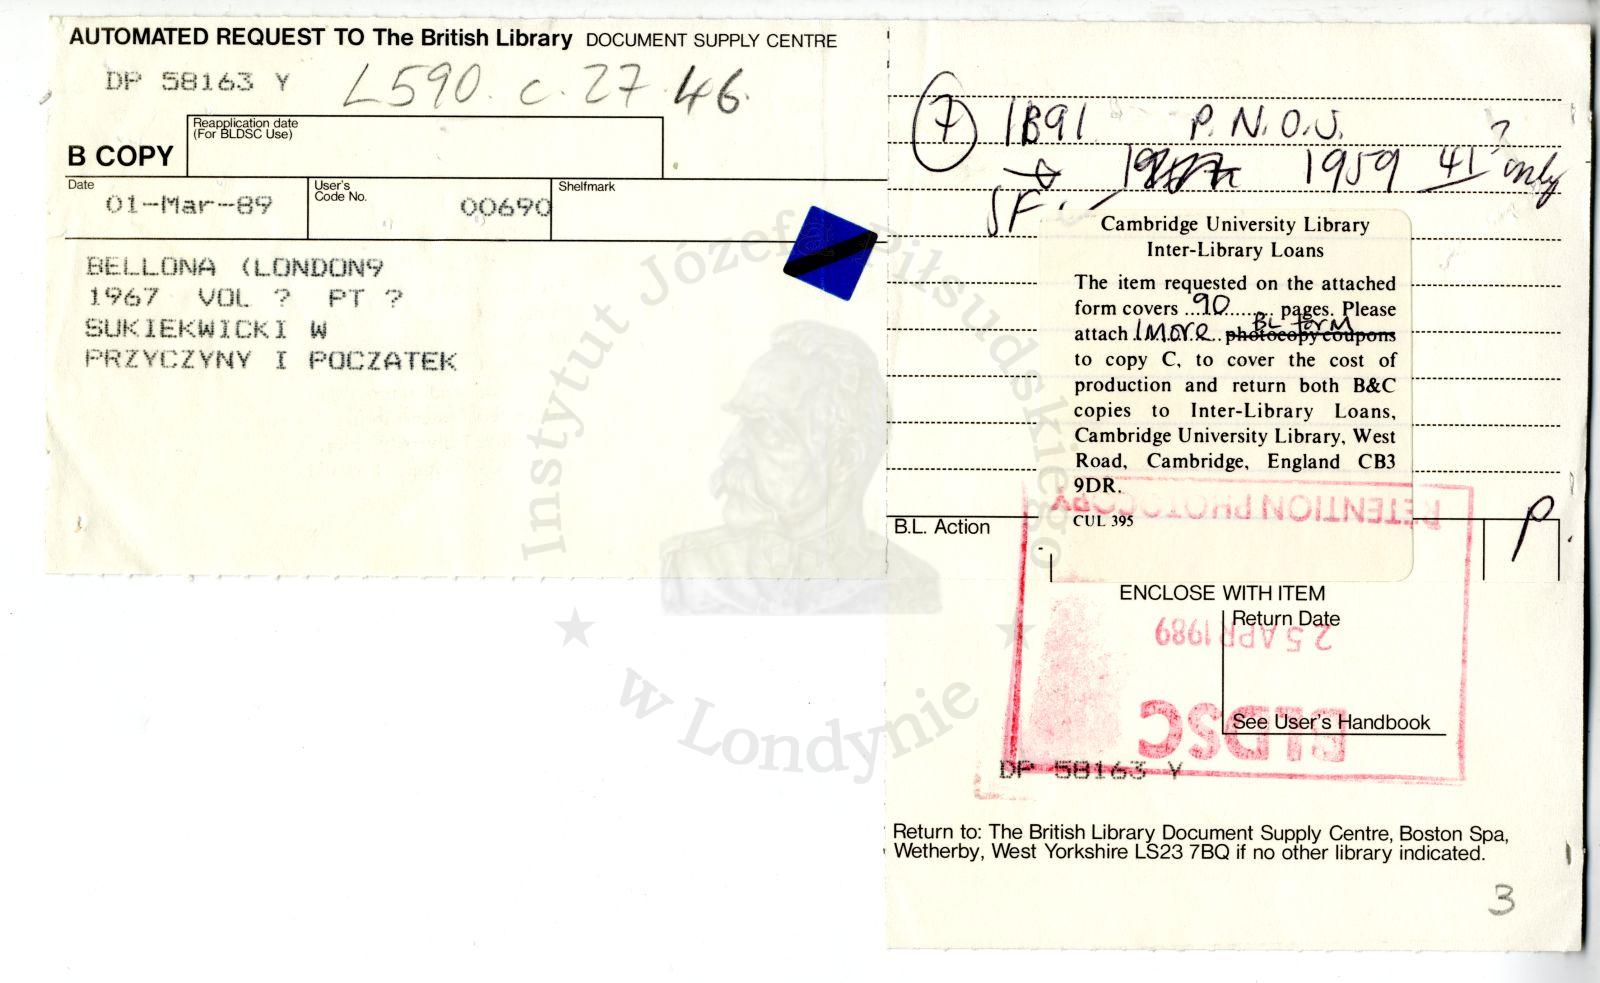 AUTOMATED REQUEST TO The British Library DOCUMENT SUPPLY CENTRE
DP 58163 Y
L590. c. 27 46.
Reapplication date
(For BLDSC Use)
B COPY
Date
01-Mar-89
User's
Code No.
00690
Shelfmark
BELLONA (LONDON9
1967 VOL ? PT ?
SUKIEKWICKI W
PRZYCZYNY I POCZATEK
7 1891 P.N.O.J.
1959 41 ? only
SF.
Cambridge University Library
Inter-Library Loans
The item requested on the attached
form covers ...90........ pages. Please
attach 1 more photocopy coupons BL form
to copy C, to cover the cost of
production and return both B&C
copies to Inter-Library Loans,
Cambridge University Library, West
Road, Cambridge, England CB3
9DR.
CUL 395
B.L. Action
P.
RETENTION PHOTOCOPY
ENCLOSE WITH ITEM
Return Date
25 APR 1989
See User's Handbook
BLDSC
DP 58163 Y
Return to: The British Library Document Supply Centre, Boston Spa,
Wetherby, West Yorkshire LS23 7BQ if no other library indicated.
3
Instytut Józefa Piłsudskiego
w Londynie